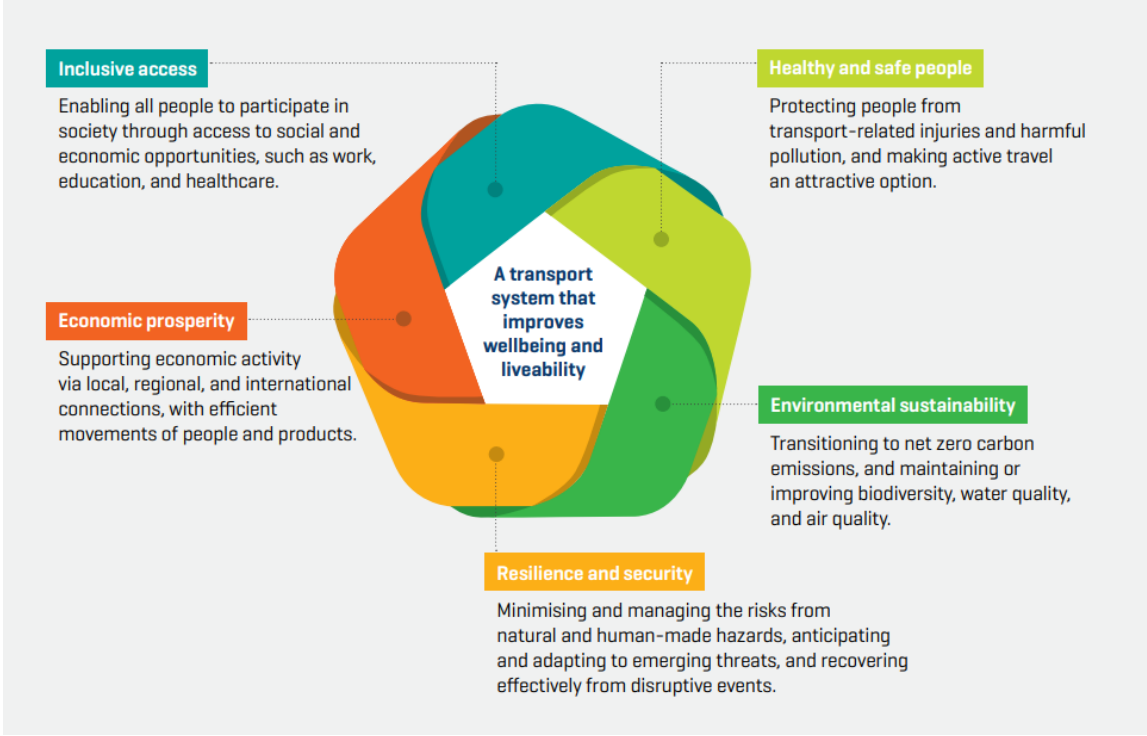 Inclusive access
Enabling all people to participate in
society through access to social and
economic opportunities, such as work,
education, and healthcare.
Healthy and safe people
Protecting people from
transport-related injuries and harmful
pollution, and making active travel
an attractive option.
A transport
system that
improves
wellbeing and
liveability
Economic prosperity
Supporting economic activity
via local, regional, and international
connections, with efficient
movements of people and products.
Environmental sustainability
Transitioning to net zero carbon
emissions, and maintaining or
improving biodiversity, water quality,
and air quality.
Resilience and security
Minimising and managing the risks from
natural and human-made hazards, anticipating
and adapting to emerging threats, and recovering
effectively from disruptive events.